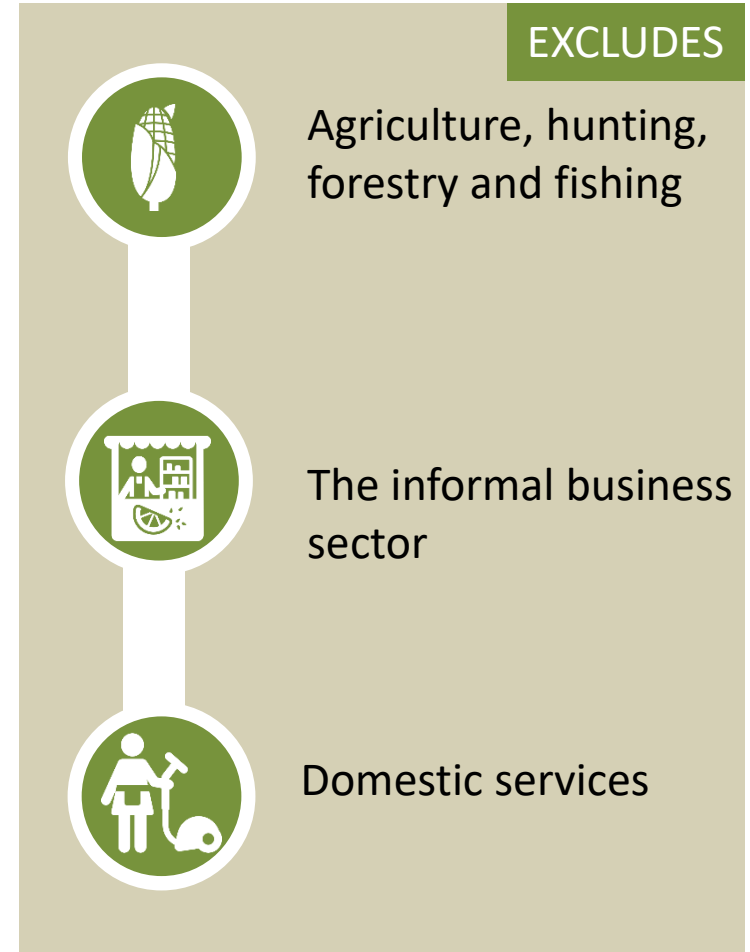 EXCLUDES
Agriculture, hunting,
forestry and fishing
The informal business
sector
Domestic services